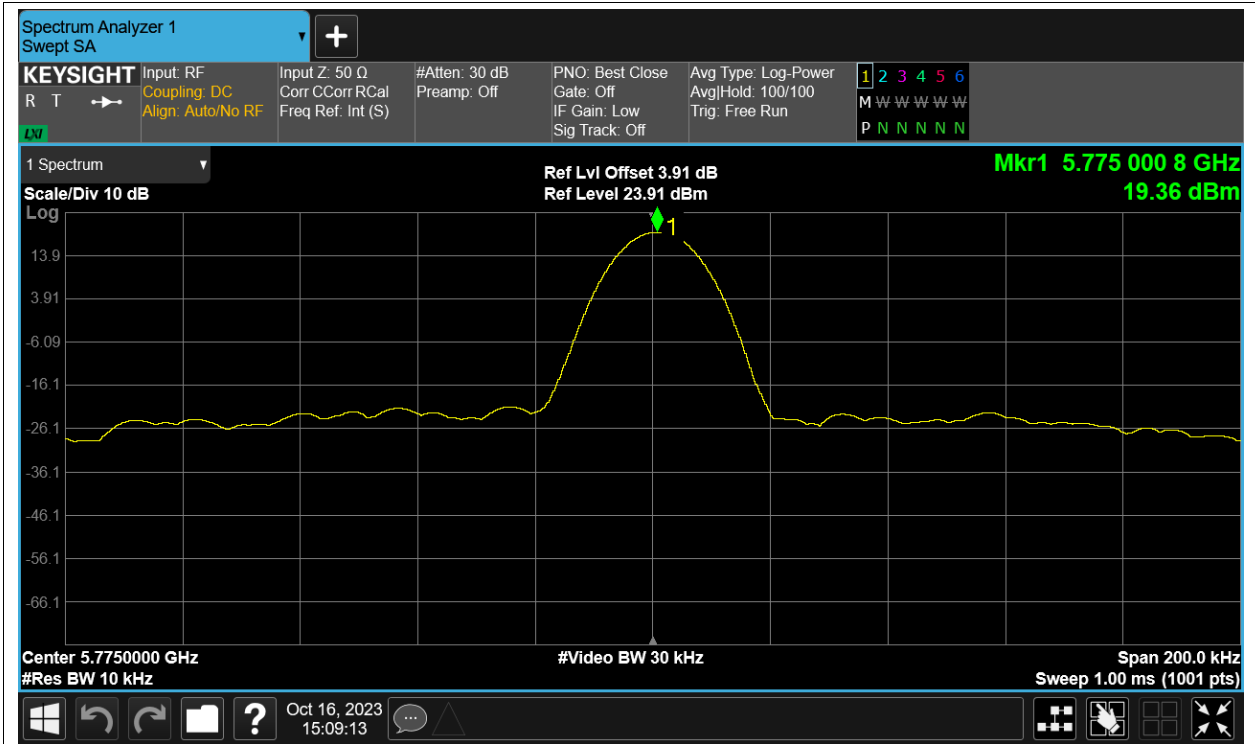 Spectrum Analyzer 1
Swept SA
+
KEYSIGHT
R T
LXI
Input: RF
Coupling: DC
Align: Auto/No RF
Input Z: 50 Ω
Corr CCorr RCal
Freq Ref: Int (S)
#Atten: 30 dB
Preamp: Off
PNO: Best Close
Gate: Off
IF Gain: Low
Sig Track: Off
Avg Type: Log-Power
Avg|Hold: 100/100
Trig: Free Run
1 2 3 4 5 6
M W W W W W
P N N N N N
1 Spectrum
Scale/Div 10 dB
Log
Ref Lvl Offset 3.91 dB
Ref Level 23.91 dBm
Mkr1 5.775 000 8 GHz
19.36 dBm
1
13.9
3.91
-6.09
-16.1
-26.1
-36.1
-46.1
-56.1
-66.1
Center 5.7750000 GHz
#Res BW 10 kHz
#Video BW 30 kHz
Span 200.0 kHz
Sweep 1.00 ms (1001 pts)
?
Oct 16, 2023
15:09:13